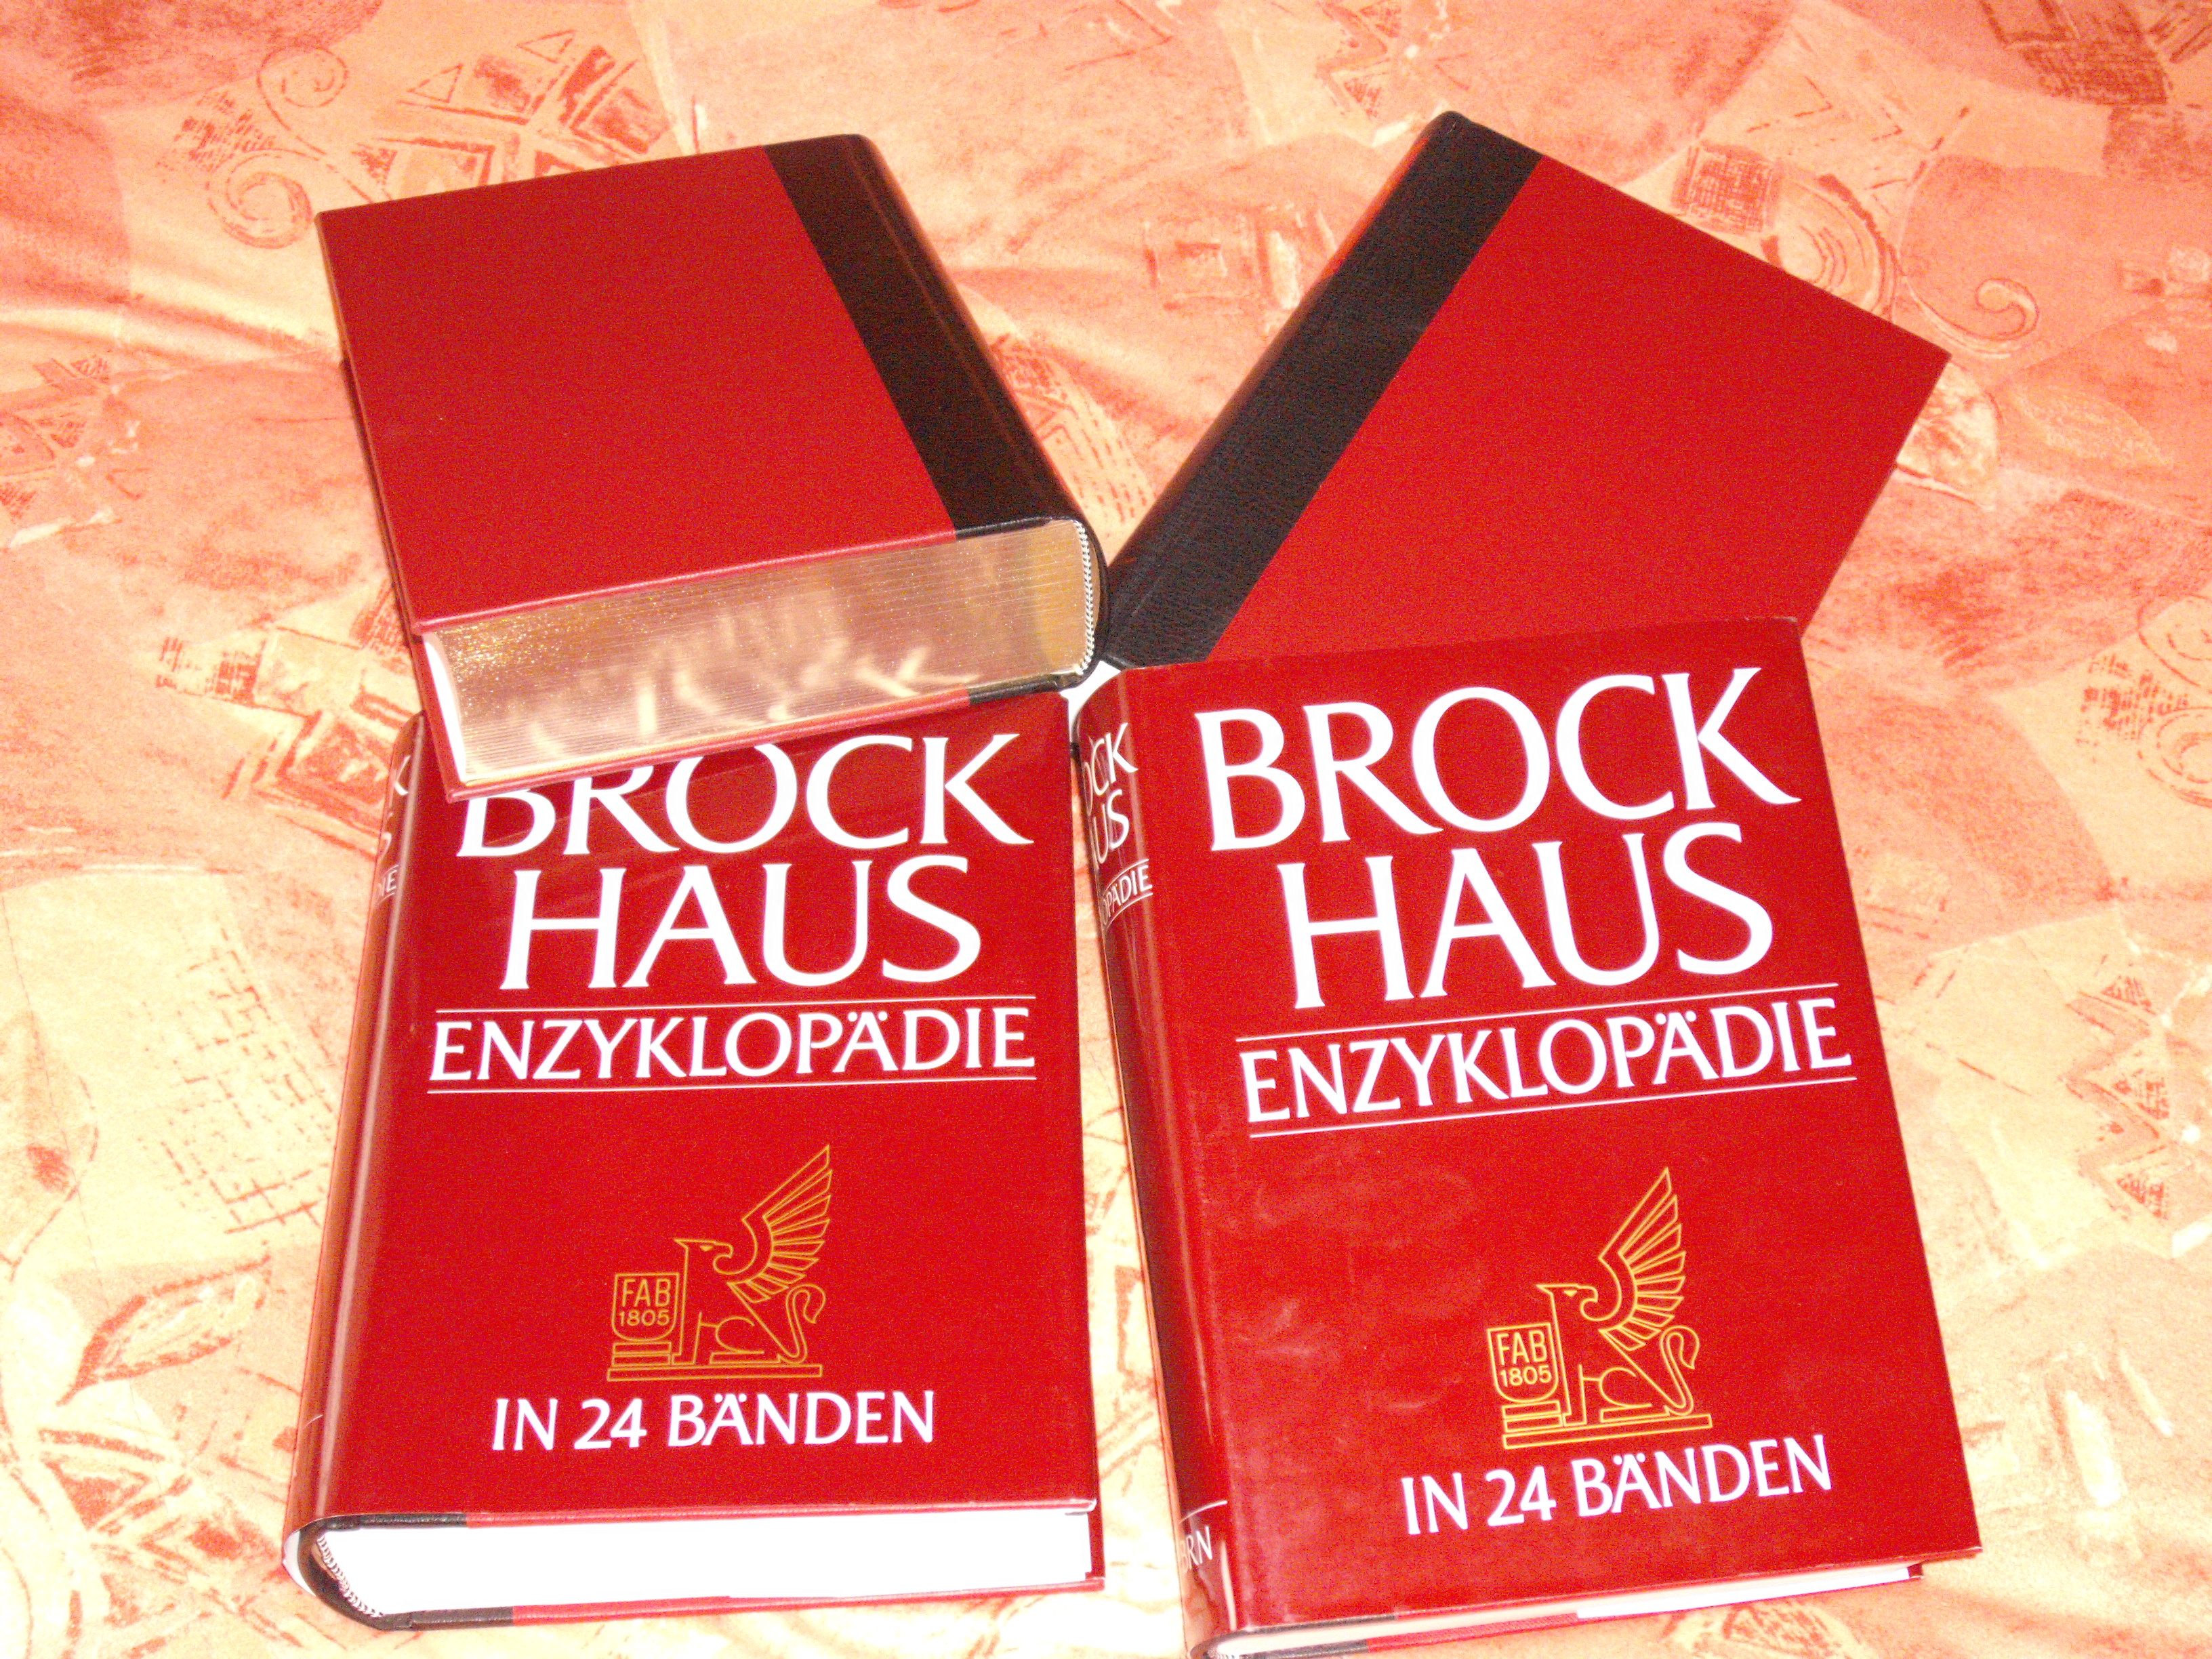 BROCK
HAUS
ENZYKLOPÄDIE
FAB
1805
IN 24 BÄNDEN
BROCK
HAUS
ENZYKLOPÄDIE
FAB
1805
IN 24 BÄNDEN